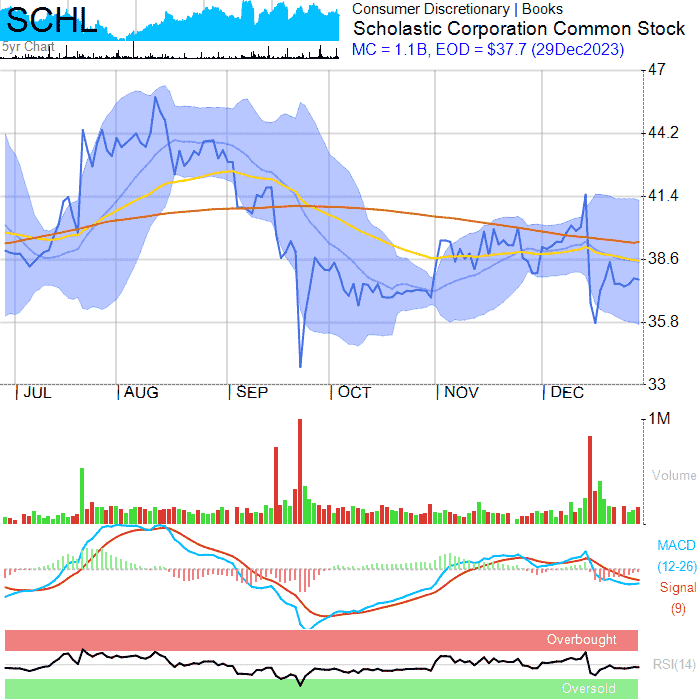 SCHL
5yr Chart
Consumer Discretionary | Books
Scholastic Corporation Common Stock
MC = 1.1B, EOD = $37.7 (29Dec2023)
47
44.2
41.4
38.6
35.8
33
JUL AUG SEP OCT NOV DEC
1M
Volume
MACD
(12-26)
Signal
(9)
Overbought
RSI(14)
Oversold